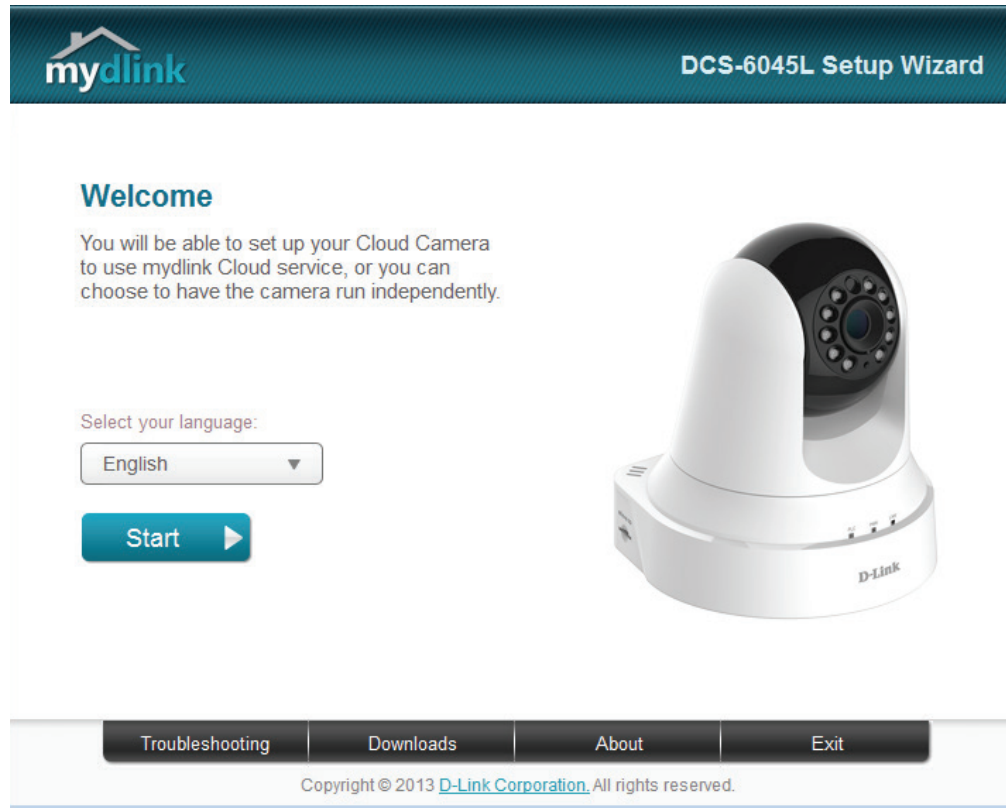 mydlink
DCS-6045L Setup Wizard
Welcome
You will be able to set up your Cloud Camera
to use mydlink Cloud service, or you can
choose to have the camera run independently.
Select your language:
English
Start
D-Link
Troubleshooting
Downloads
About
Exit
Copyright © 2013 D-Link Corporation. All rights reserved.